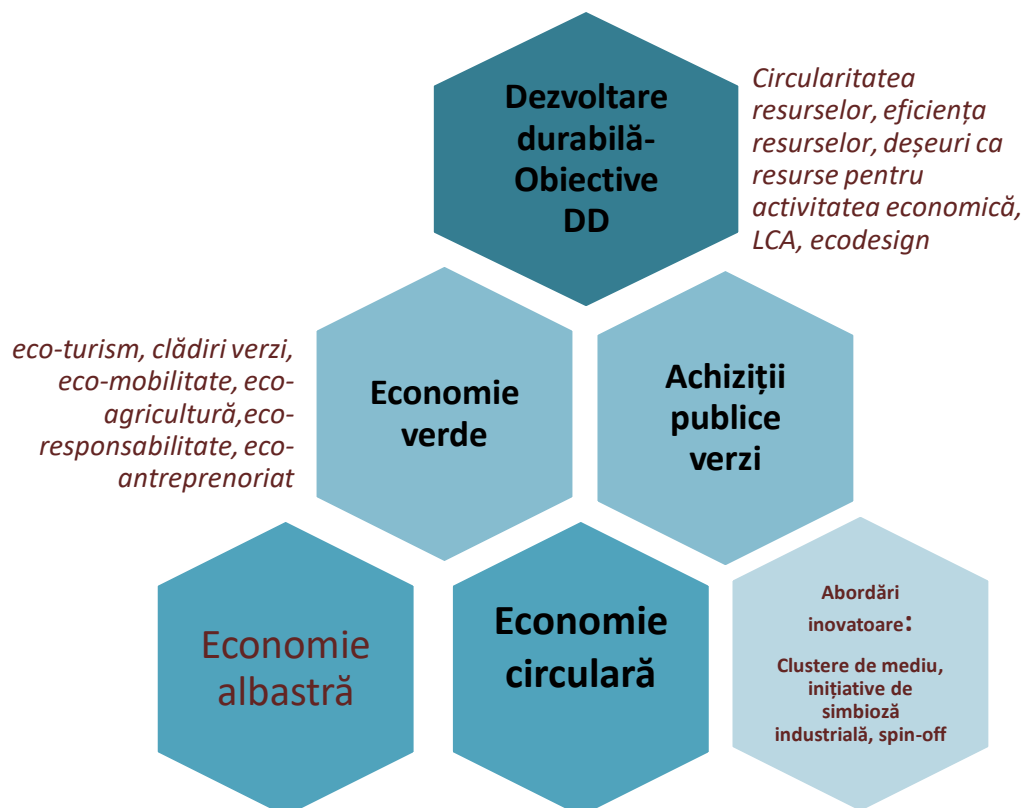 Dezvoltare
durabilă-
Obiective
DD
Circularitatea
resurselor, eficiența
resurselor, deșeuri ca
resurse pentru
activitatea economică,
LCA, ecodesign
eco-turism, clădiri verzi,
eco-mobilitate, eco-
agricultură,eco-
responsabilitate, eco-
antreprenoriat
Economie
verde
Achiziții
publice
verzi
Economie
albastră
Economie
circulară
Abordări
inovatoare:
Clustere de mediu,
inițiative de
simbioză
industrială, spin-off